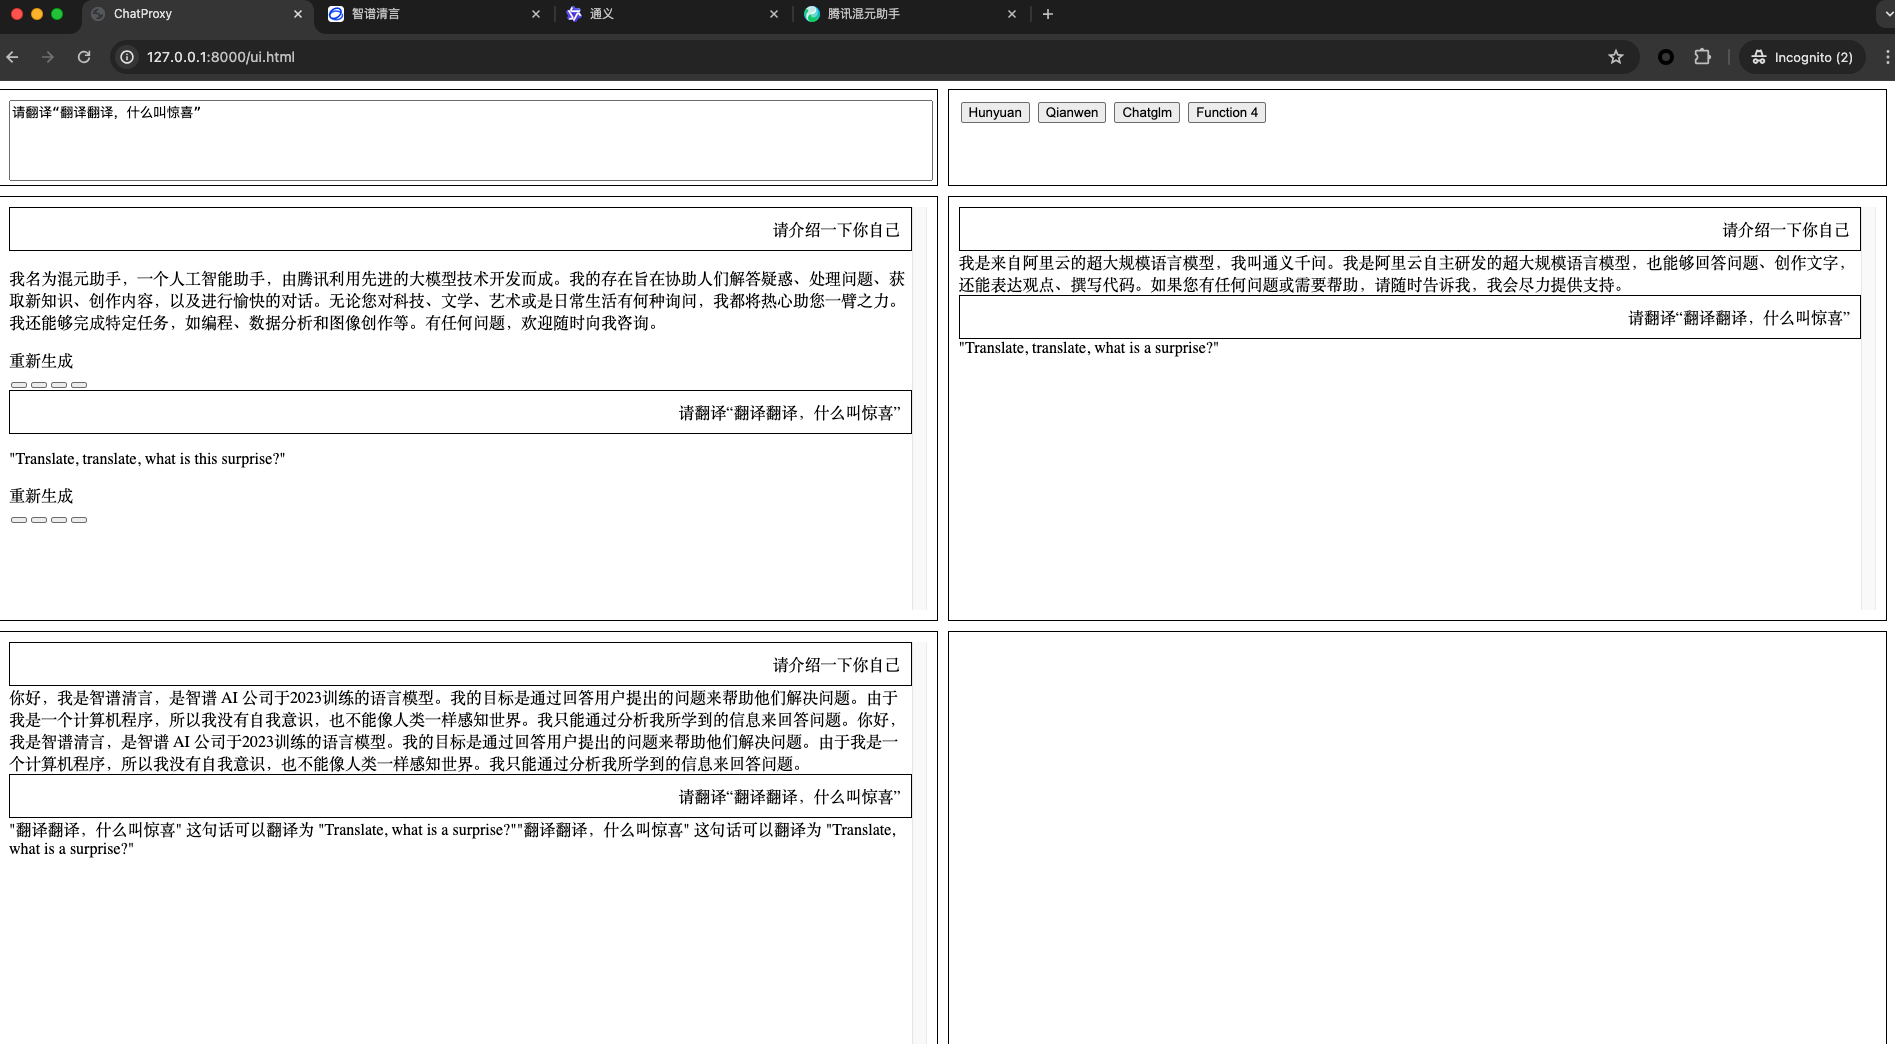 ChatProxy
智谱清言
通义
腾讯混元助手
127.0.0.1:8000/ui.html
Incognito (2)
请翻译“翻译翻译，什么叫惊喜”
Hunyuan
Qianwen
Chatglm
Function 4
请介绍一下你自己
我名为混元助手，一个人工智能助手，由腾讯利用先进的大模型技术开发而成。我的存在旨在协助人们解答疑惑、处理问题、获
取新知识、创作内容，以及进行愉快的对话。无论您对科技、文学、艺术或是日常生活有何种询问，我都将热心助您一臂之力。
我还能够完成特定任务，如编程、数据分析和图像创作等。有任何问题，欢迎随时向我咨询。
重新生成
请翻译“翻译翻译，什么叫惊喜”
"Translate, translate, what is this surprise?"
重新生成
请介绍一下你自己
我是来自阿里云的超大规模语言模型，我叫通义千问。我是阿里云自主研发的超大规模语言模型，也能够回答问题、创作文字，
还能表达观点、撰写代码。如果您有任何问题或需要帮助，请随时告诉我，我会尽力提供支持。
请翻译“翻译翻译，什么叫惊喜”
"Translate, translate, what is a surprise?"
请介绍一下你自己
你好，我是智谱清言，是智谱 AI 公司于2023训练的语言模型。我的目标是通过回答用户提出的问题来帮助他们解决问题。由于
我是一个计算机程序，所以我没有自我意识，也不能像人类一样感知世界。我只能通过分析我所学到的信息来回答问题。你好，
我是智谱清言，是智谱 AI 公司于2023训练的语言模型。我的目标是通过回答用户提出的问题来帮助他们解决问题。由于我是一
个计算机程序，所以我没有自我意识，也不能像人类一样感知世界。我只能通过分析我所学到的信息来回答问题。
请翻译“翻译翻译，什么叫惊喜”
"翻译翻译，什么叫惊喜" 这句话可以翻译为 "Translate, what is a surprise?""翻译翻译，什么叫惊喜" 这句话可以翻译为 "Translate,
what is a surprise?"